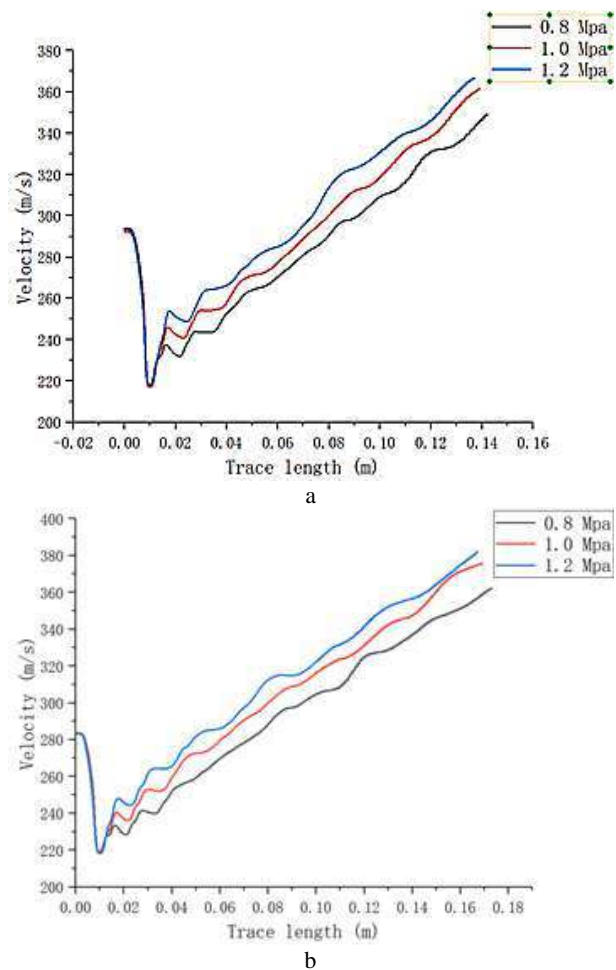 0.8 Mpa
1.0 Mpa
1.2 Mpa
380
360
340
320
300
280
260
240
220
200
Velocity (m/s)
-0.02 0.00 0.02 0.04 0.06 0.08 0.10 0.12 0.14 0.16
Trace length (m)
a
0.8 Mpa
1.0 Mpa
1.2 Mpa
400
380
360
340
320
300
280
260
240
220
200
Velocity (m/s)
0.00 0.02 0.04 0.06 0.08 0.10 0.12 0.14 0.16 0.18
Trace length (m)
b